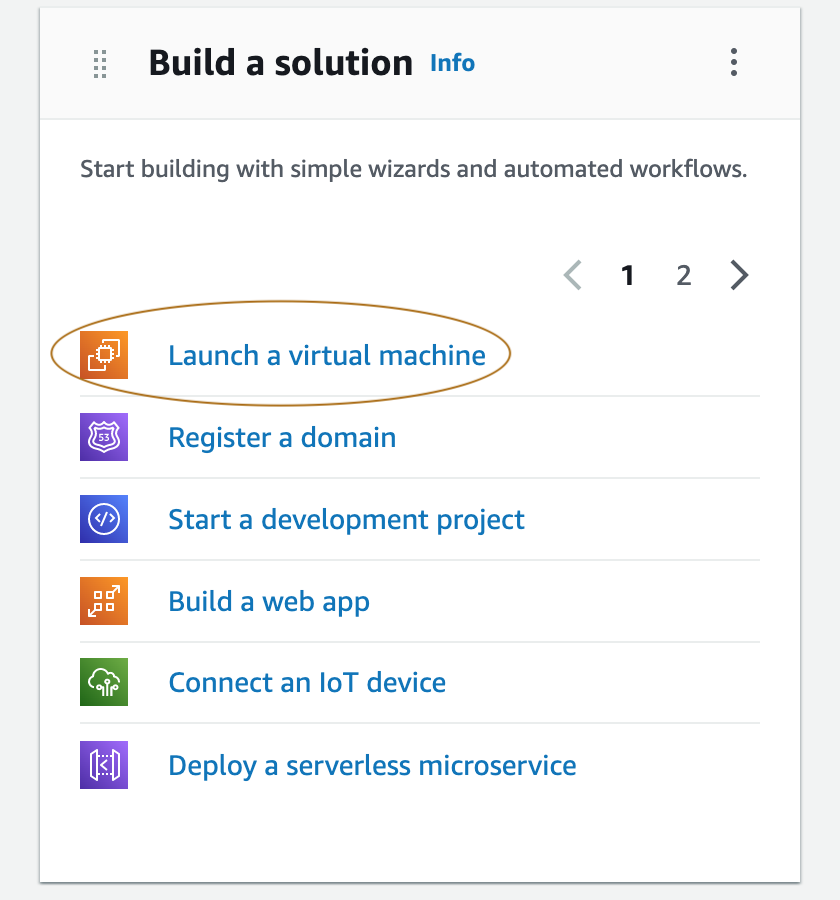 Build a solution Info
Start building with simple wizards and automated workflows.
1 2
Launch a virtual machine
53
Register a domain
Start a development project
Build a web app
Connect an IoT device
Deploy a serverless microservice